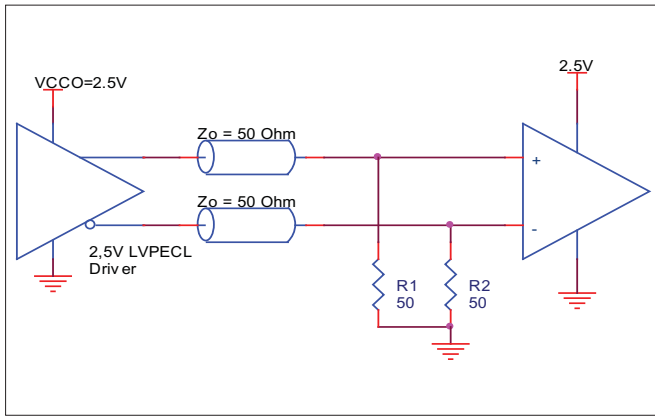 VCCO=2.5V
2.5V
Zo = 50 Ohm
+
Zo = 50 Ohm
-
2,5V LVPECL
Driver
R1
50
R2
50